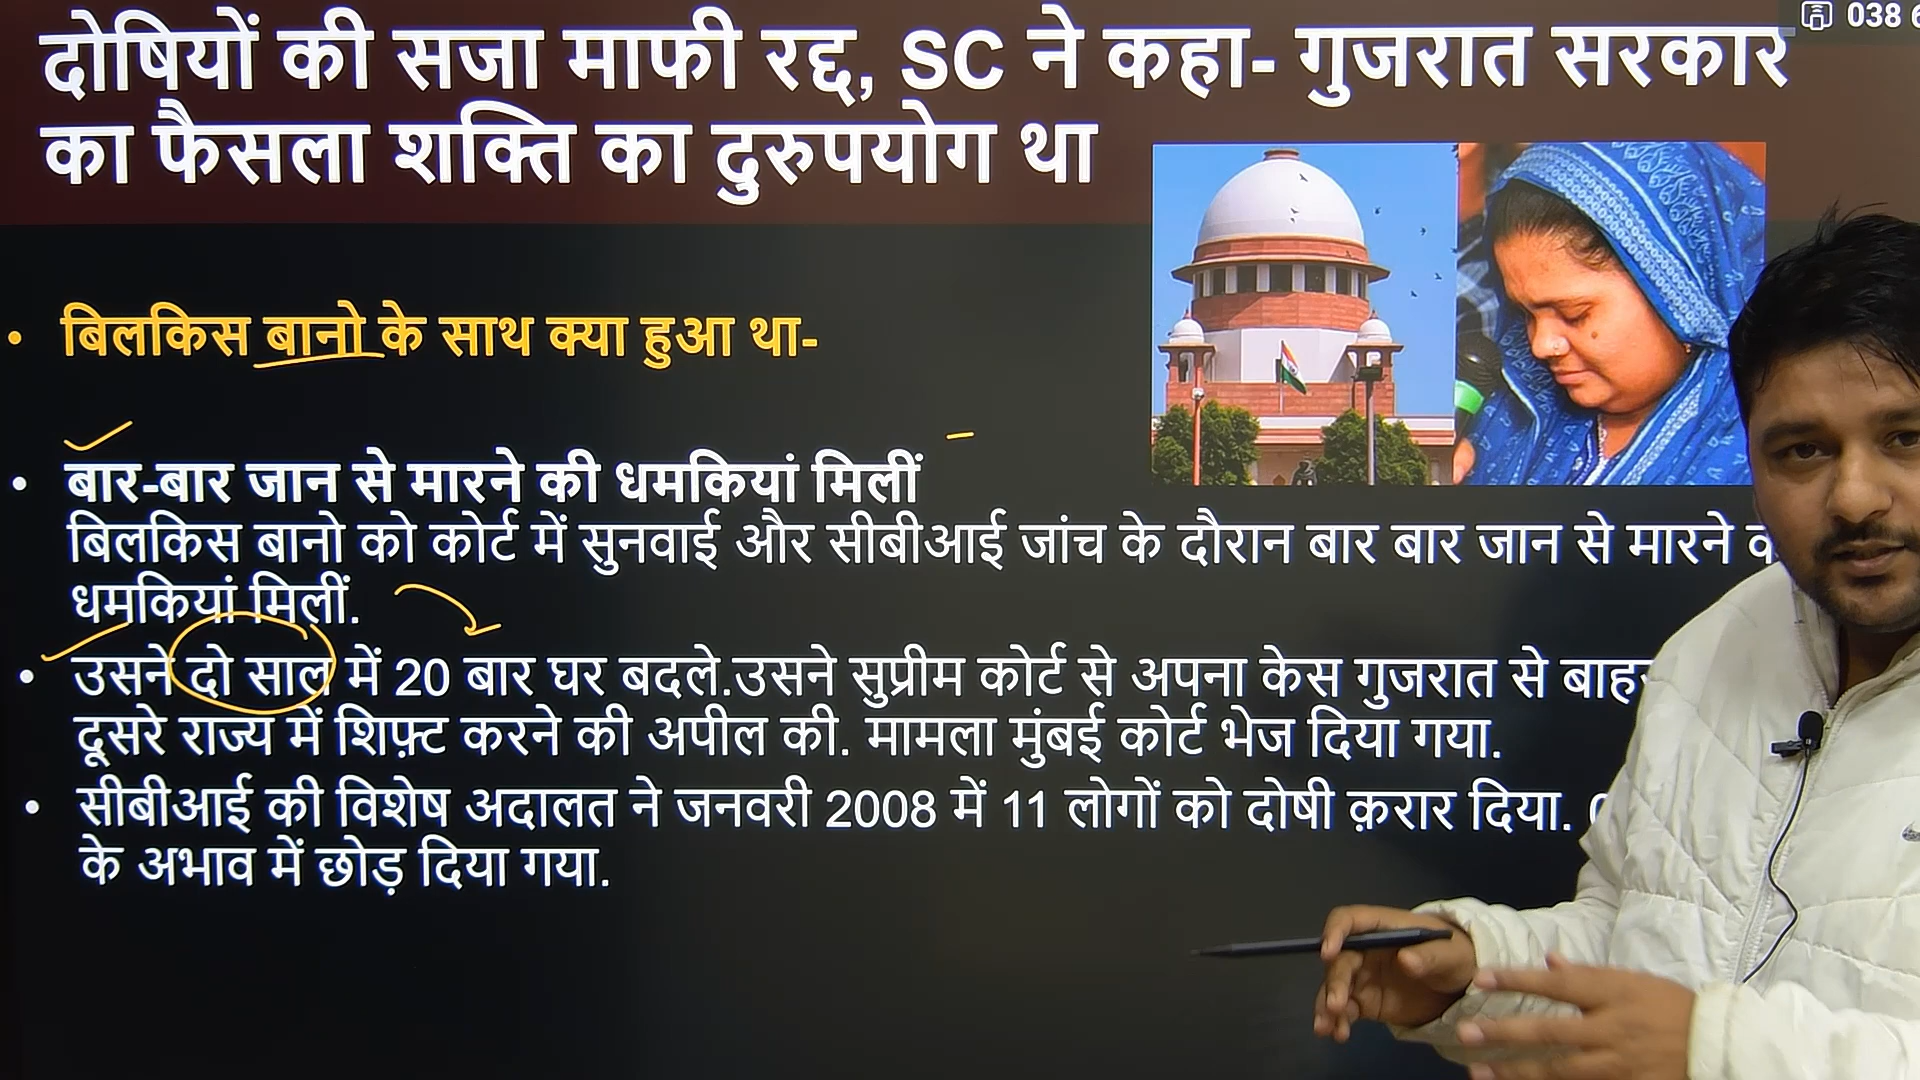 038
दोषियों की सजा माफी रद्द, SC ने कहा- गुजरात सरकार
का फैसला शक्ति का दुरुपयोग था
• बिलकिस बानो के साथ क्या हुआ था-
• बार-बार जान से मारने की धमकियां मिलीं
बिलकिस बानो को कोर्ट में सुनवाई और सीबीआई जांच के दौरान बार बार जान से मारने
धमकियां मिलीं.
• उसने दो साल में 20 बार घर बदले.उसने सुप्रीम कोर्ट से अपना केस गुजरात से
दूसरे राज्य में शिफ़्ट करने की अपील की. मामला मुंबई कोर्ट भेज दिया गया.
• सीबीआई की विशेष अदालत ने जनवरी 2008 में 11 लोगों को दोषी क़रार दिया.
के अभाव में छोड़ दिया गया.